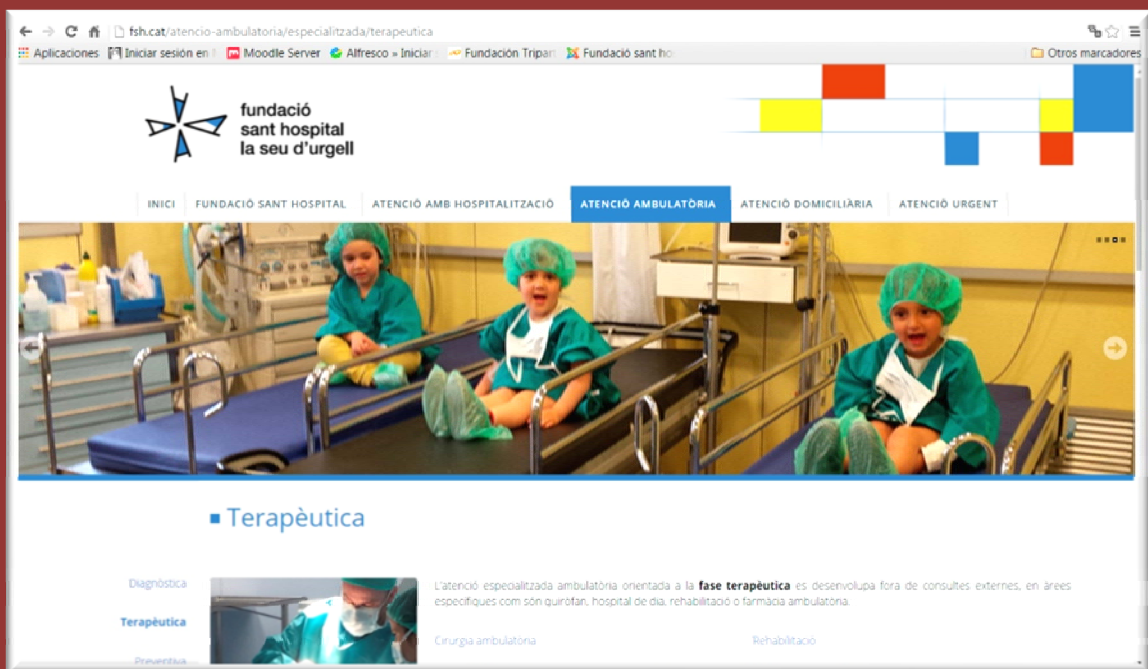 fsh.cat/atencio-ambulatoria/especialitzada/terapeutica
Aplicaciones Iniciar sesión en Moodle Server Alfresco » Iniciar Fundación Tripart Fundació sant ho Otros marcadores
fundació
sant hospital
la seu d'urgell
INICI FUNDACIÓ SANT HOSPITAL ATENCIÓ AMB HOSPITALITZACIÓ ATENCIÓ AMBULATÒRIA ATENCIÓ DOMICILIÀRIA ATENCIÓ URGENT
Terapèutica
Diagnòstica
Terapèutica
Preventiva
L'atenció especialitzada ambulatòria orientada a la fase terapèutica es desenvolupa fora de consultes externes, en àrees
específiques com són quiròfan, hospital de dia, rehabilitació o farmàcia ambulatòria.
Cirurgia ambulatòria
Rehabilitació